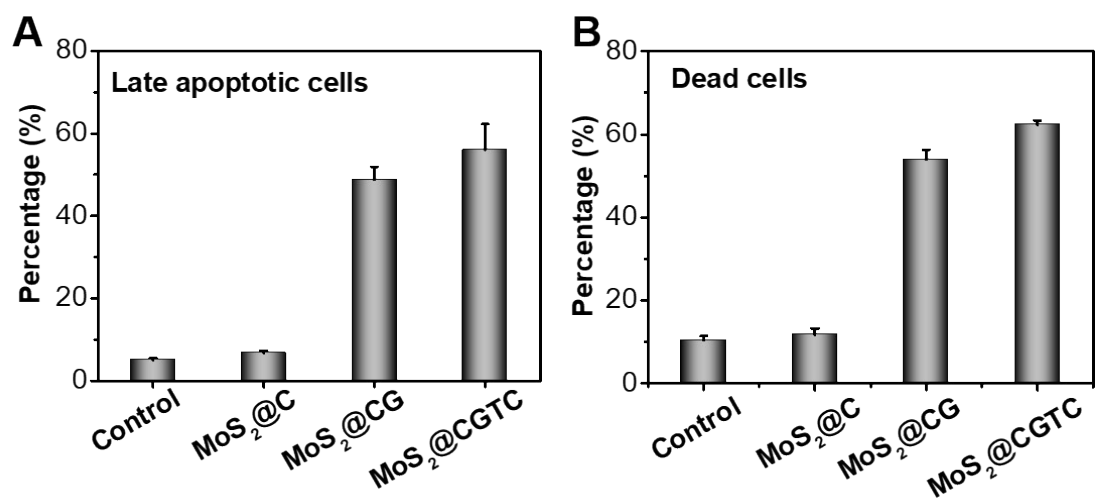 A
80
60
40
20
0
Percentage (%)
Late apoptotic cells
Control
MoS₂@C
MoS₂@CG
MoS₂@CGTC
B
80
60
40
20
0
Percentage (%)
Dead cells
Control
MoS₂@C
MoS₂@CG
MoS₂@CGTC